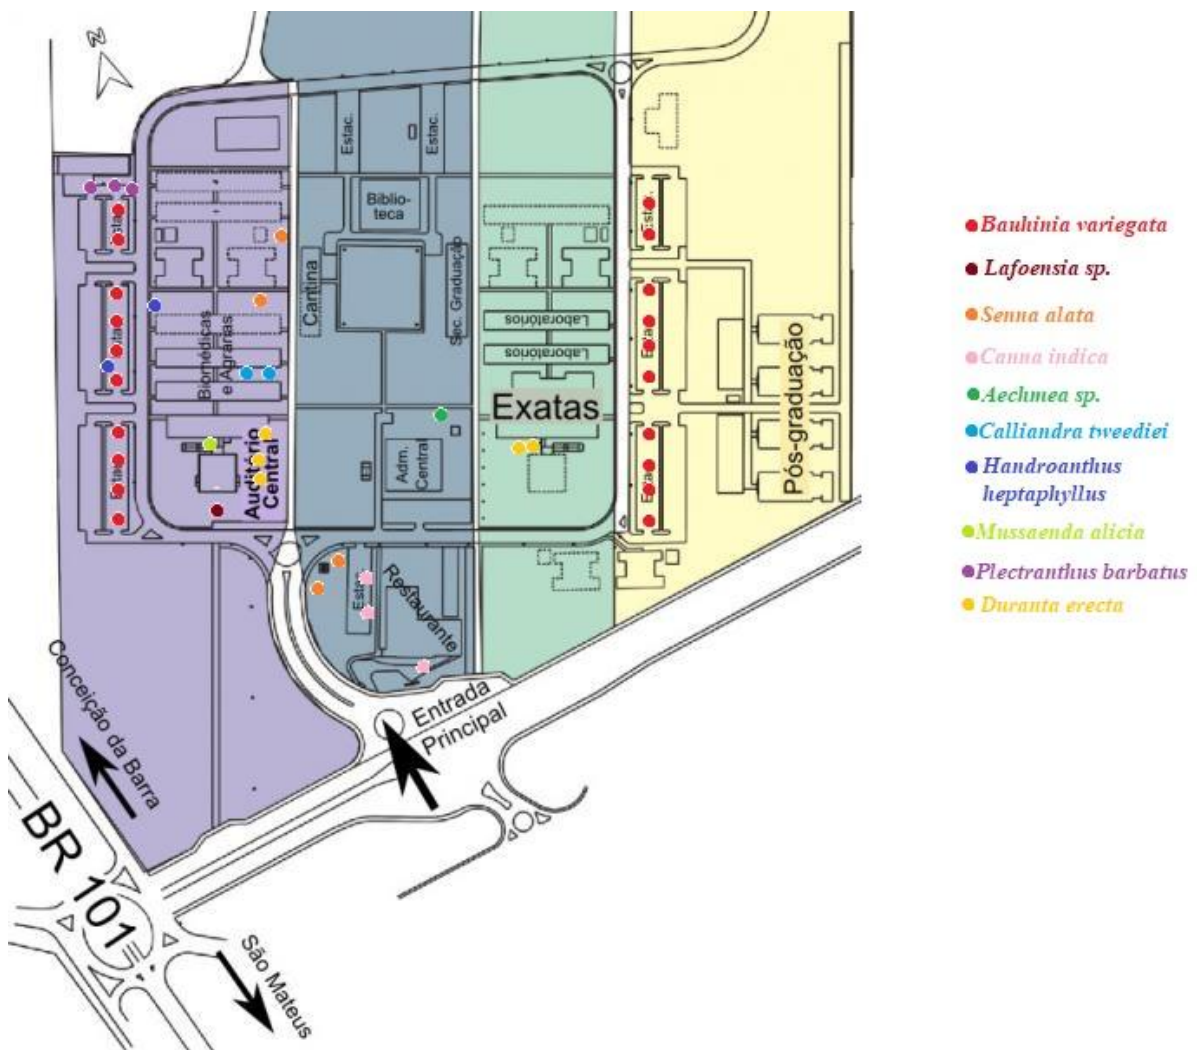 N
Estac.
Estac.
Biblio-
teca
Cantina
Sec. Graduação
Laboratórios
Laboratórios
Biomédicas
e Agrarias
Exatas
Pós-graduação
Auditório
Central
Adm.
Central
Restaurante
Entrada
Principal
Conceição da Barra
BR 101
São Mateus
Bauhinia variegata
Lafoensia sp.
Senna alata
Canna indica
Aechmea sp.
Calliandra tweediei
Handroanthus
heptaphyllus
Mussaenda alicia
Plectranthus barbatus
Duranta erecta